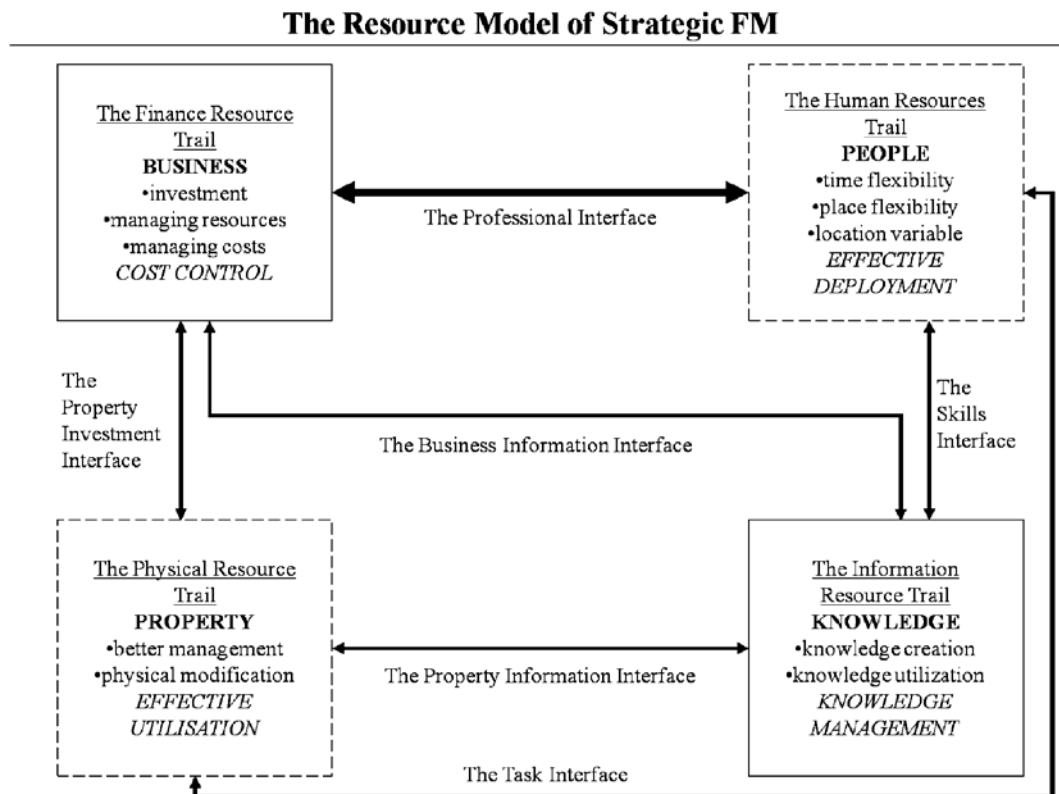 The Resource Model of Strategic FM
The Finance Resource
Trail
BUSINESS
•investment
•managing resources
•managing costs
COST CONTROL
The Human Resources
Trail
PEOPLE
•time flexibility
•place flexibility
•location variable
EFFECTIVE
DEPLOYMENT
The Professional Interface
The
Property
Investment
Interface
The Business Information Interface
The
Skills
Interface
The Physical Resource
Trail
PROPERTY
•better management
•physical modification
EFFECTIVE
UTILISATION
The Property Information Interface
The Information
Resource Trail
KNOWLEDGE
•knowledge creation
•knowledge utilization
KNOWLEDGE
MANAGEMENT
The Task Interface